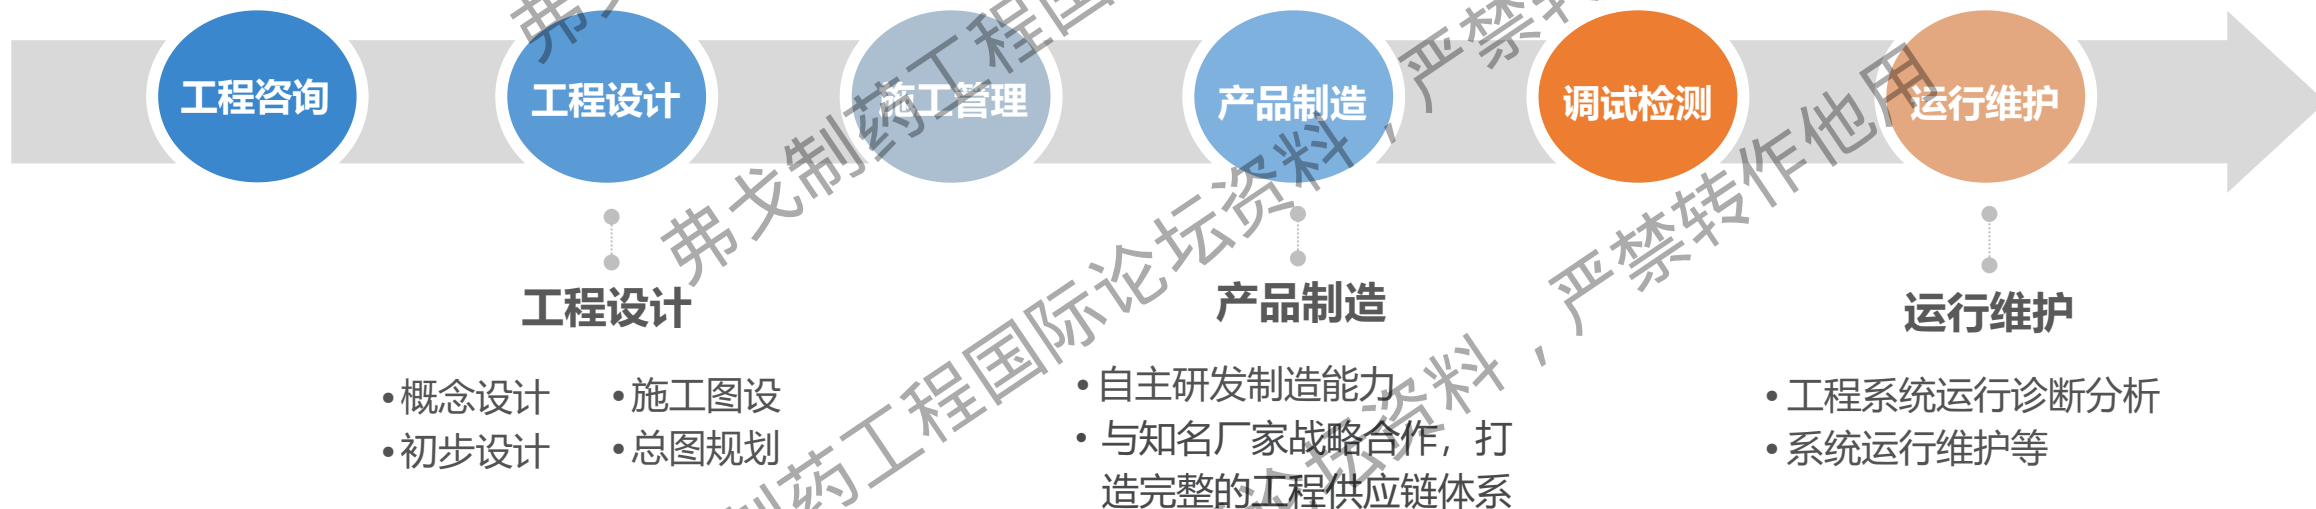 工程咨询
工程设计
施工管理
产品制造
调试检测
运行维护
工程设计
•概念设计
•施工图设
•初步设计
•总图规划
产品制造
•自主研发制造能力
•与知名厂家战略合作，打
造完整的工程供应链体系
运行维护
•工程系统运行诊断分析
•系统运行维护等
弗戈制药工程国际论坛资料，严禁转作他用